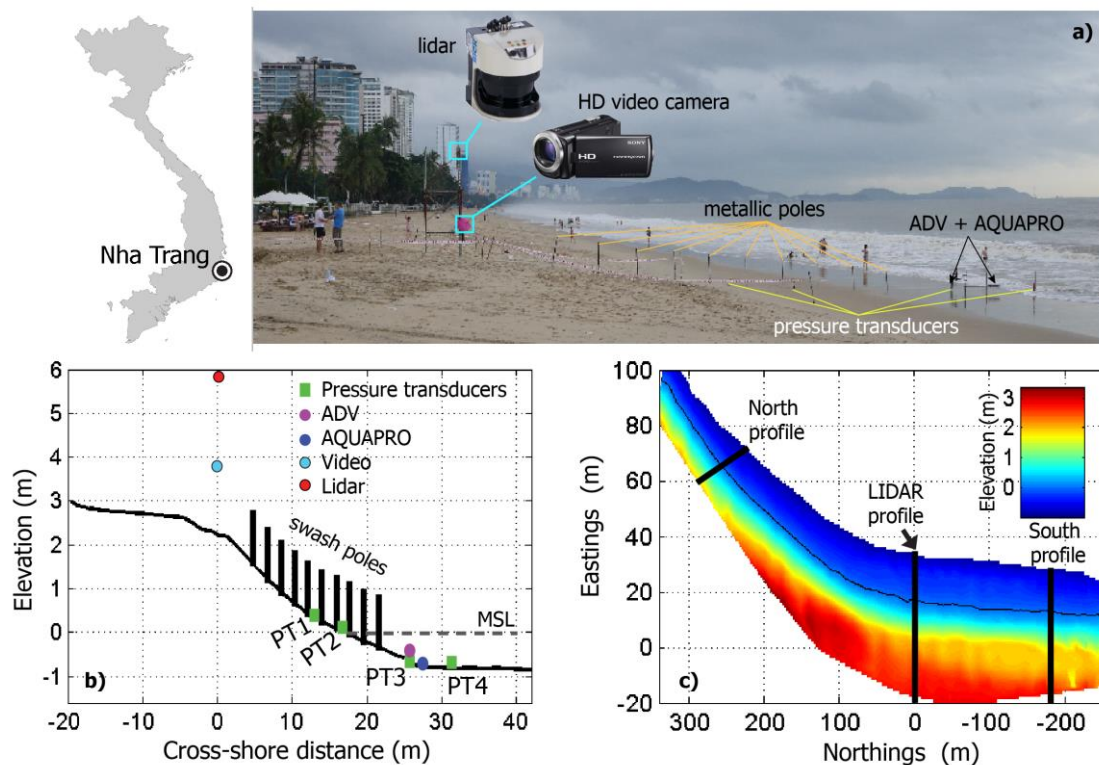 Nha Trang
a)
lidar
HD video camera
SONY
HD
metallic poles
ADV + AQUAPRO
pressure transducers
6
5
4
3
2
1
0
-1
Elevation (m)
Pressure transducers
ADV
AQUAPRO
Video
Lidar
swash poles
MSL
PT1
PT2
PT3
PT4
b)
-20
-10
0
10
20
30
40
Cross-shore distance (m)
100
80
60
40
20
0
-20
Eastings (m)
North
profile
LIDAR
profile
South
profile
Elevation (m)
3
2
1
0
c)
300
200
100
0
-100
-200
Northings (m)